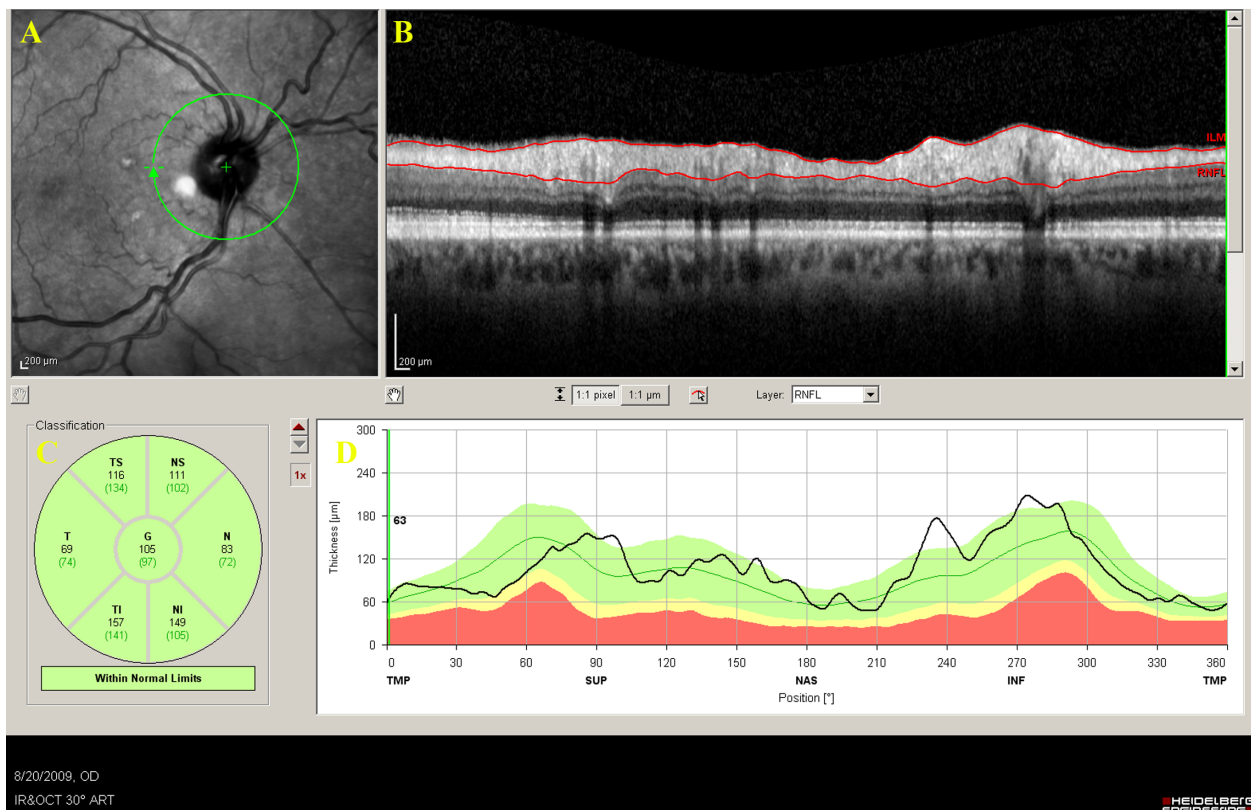 A
200 µm
B
ILM
RNFL
200 µm
1:1 pixel 1:1 µm Layer: RNFL
Classification
C
TS
116
(134)
NS
111
(102)
T
69
(74)
G
105
(97)
N
83
(72)
TI
157
(141)
NI
149
(105)
Within Normal Limits
1x
D
Thickness [µm]
300
240
180
120
60
0
63
0 30 60 90 120 150 180 210 240 270 300 330 360
TMP SUP NAS INF TMP
Position [°]
8/20/2009, OD
IR&OCT 30° ART
HEIDELBERG
ENGINEERING